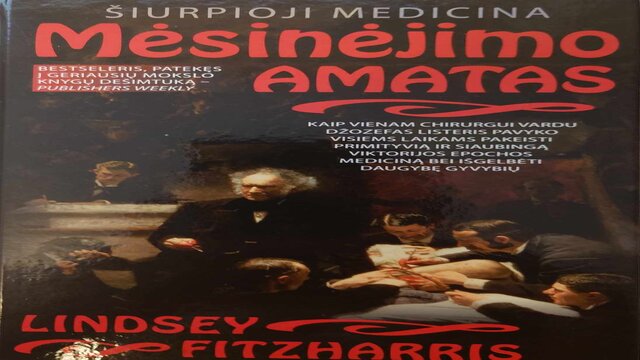 ŠIURPIOJI MEDICINA
Mėsinėjimo
AMATAS
BESTSELERIS, PATEKĘS
Į GERIAUSIŲ MOKSLO
KNYGŲ DEŠIMTUKĄ –
PUBLISHERS WEEKLY
KAIP VIENAM CHIRURGUI VARDU
DŽOZEFAS LISTERIS PAVYKO
VISIEMS LAIKAMS PAKEISTI
PRIMITYVIĄ IR SIAUBINGĄ
VIKTORIJOS EPOCHOS
MEDICINĄ BEI IŠGELBĖTI
DAUGYBĘ GYVYBIŲ
LINDSEY
FITZHARRIS